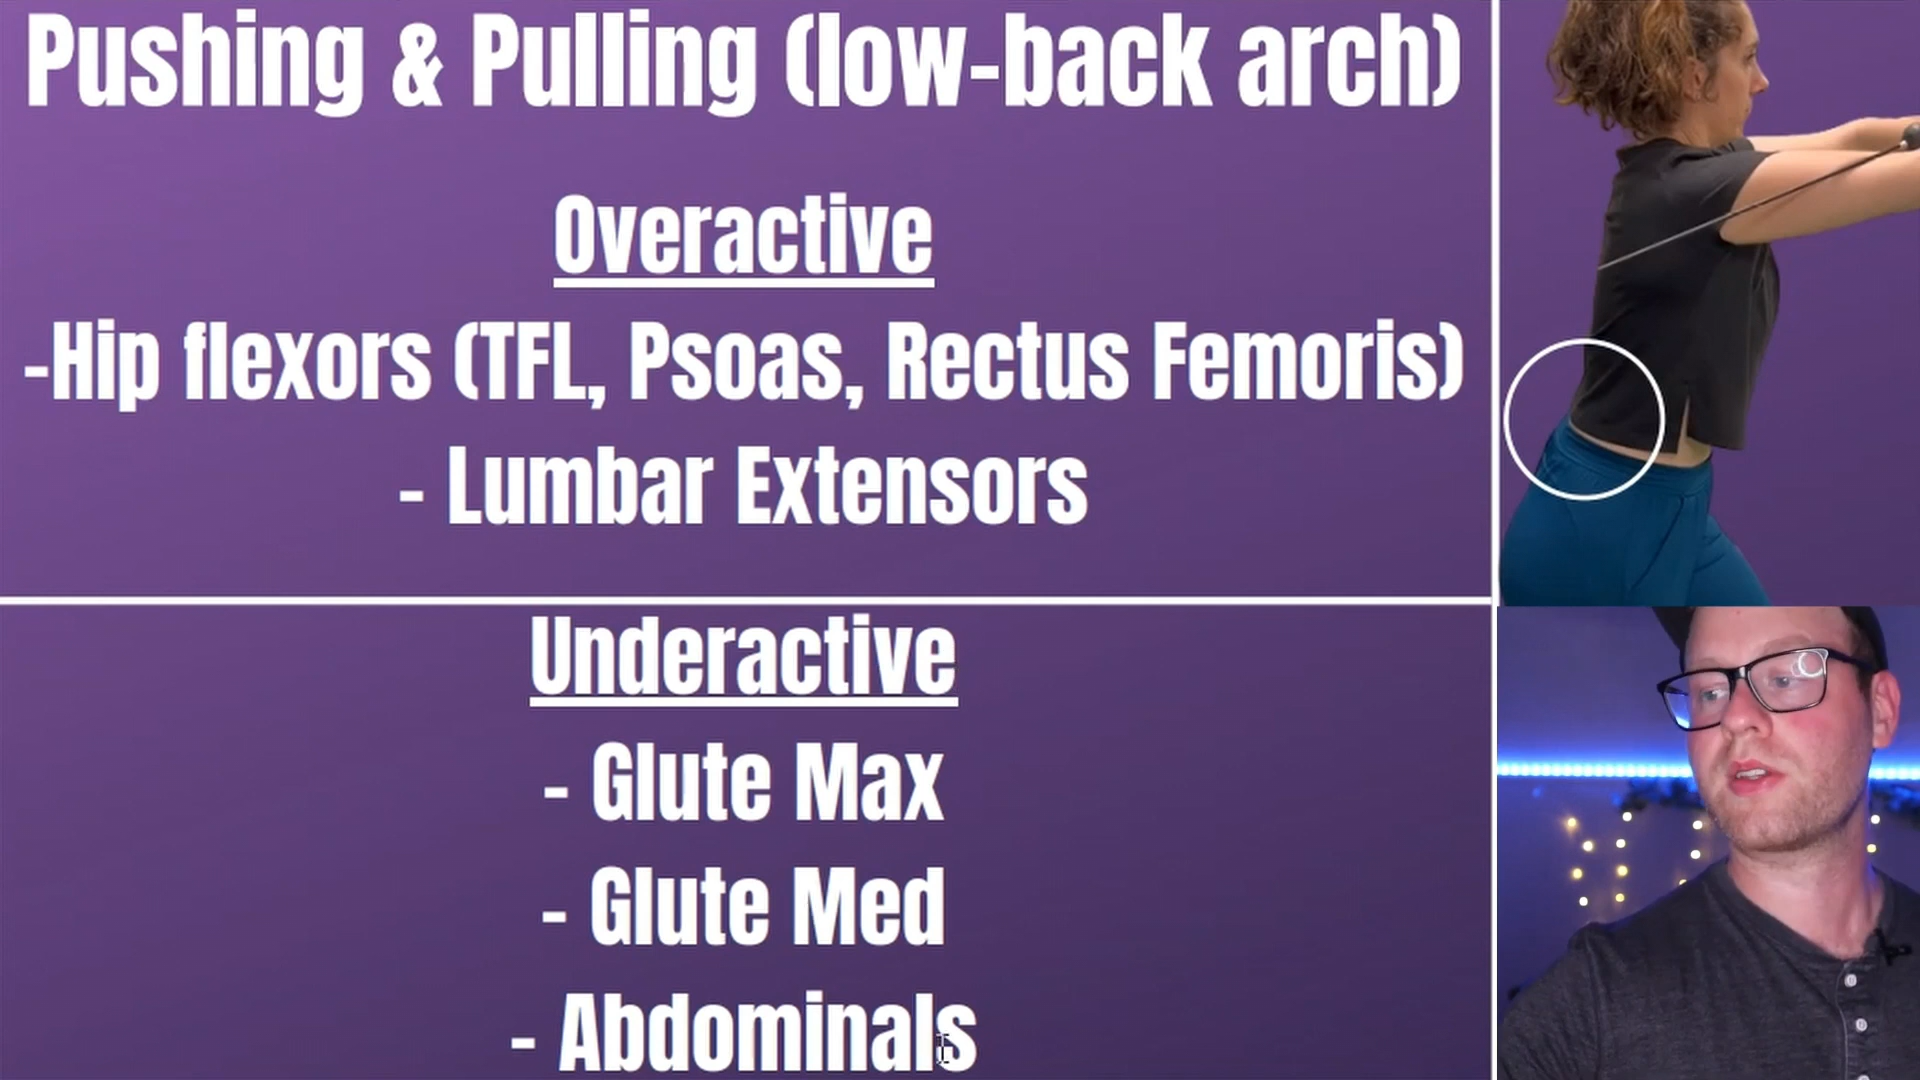 Pushing & Pulling (low-back arch)
Overactive
-Hip flexors (TFL, Psoas, Rectus Femoris)
- Lumbar Extensors
Underactive
- Glute Max
- Glute Med
- Abdominals